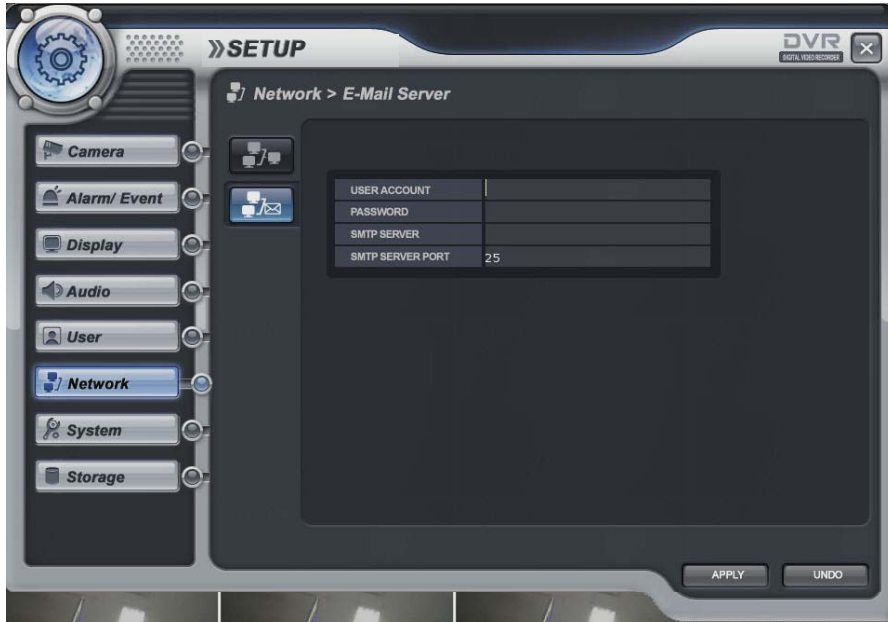 SETUP
DVR
DIGITAL VIDEO RECORDER
Network > E-Mail Server
Camera
Alarm/ Event
Display
Audio
User
Network
System
Storage
USER ACCOUNT
PASSWORD
SMTP SERVER
SMTP SERVER PORT 25
APPLY UNDO